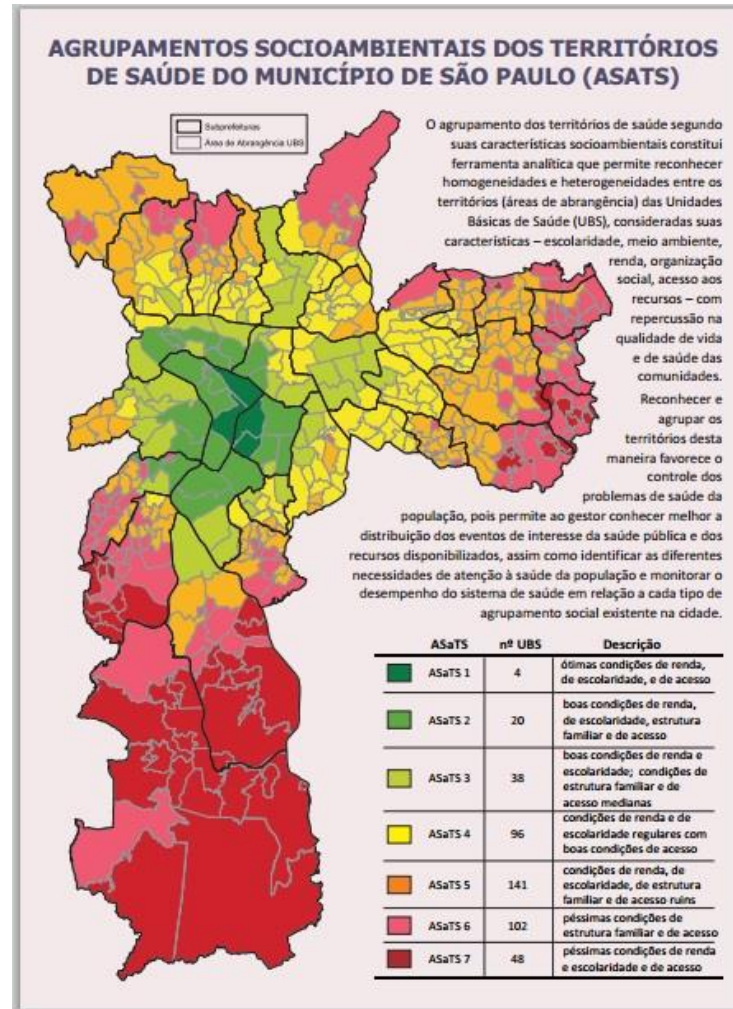 AGRUPAMENTOS SOCIOAMBIENTAIS DOS TERRITÓRIOS
DE SAÚDE DO MUNICÍPIO DE SÃO PAULO (ASATS)
Subprefeituras
Área de Abrangência UBS
O agrupamento dos territórios de saúde segundo
suas características socioambientais constitui
ferramenta analítica que permite reconhecer
homogeneidades e heterogeneidades entre os
territórios (áreas de abrangência) das Unidades
Básicas de Saúde (UBS), consideradas suas
características – escolaridade, meio ambiente,
renda, organização
social, acesso aos
recursos – com
repercussão na
qualidade de vida
e de saúde das
comunidades.
Reconhecer e
agrupar os
territórios desta
maneira favorece o
controle dos
problemas de saúde da
população, pois permite ao gestor conhecer melhor a
distribuição dos eventos de interesse da saúde pública e dos
recursos disponibilizados, assim como identificar as diferentes
necessidades de atenção à saúde da população e monitorar o
desempenho do sistema de saúde em relação a cada tipo de
agrupamento social existente na cidade.
ASaTS nº UBS Descrição
ASaTS 1 4 ótimas condições de renda,
de escolaridade, e de acesso
ASaTS 2 20 boas condições de renda,
de escolaridade, estrutura
familiar e de acesso
ASaTS 3 38 boas condições de renda e
escolaridade; condições de
estrutura familiar e de
acesso medianas
ASaTS 4 96 condições de renda e de
escolaridade regulares com
boas condições de acesso
ASaTS 5 141 condições de renda, de
escolaridade, de estrutura
familiar e de acesso ruins
ASaTS 6 102 péssimas condições de
estrutura familiar e de acesso
ASaTS 7 48 péssimas condições de renda
e escolaridade e de acesso